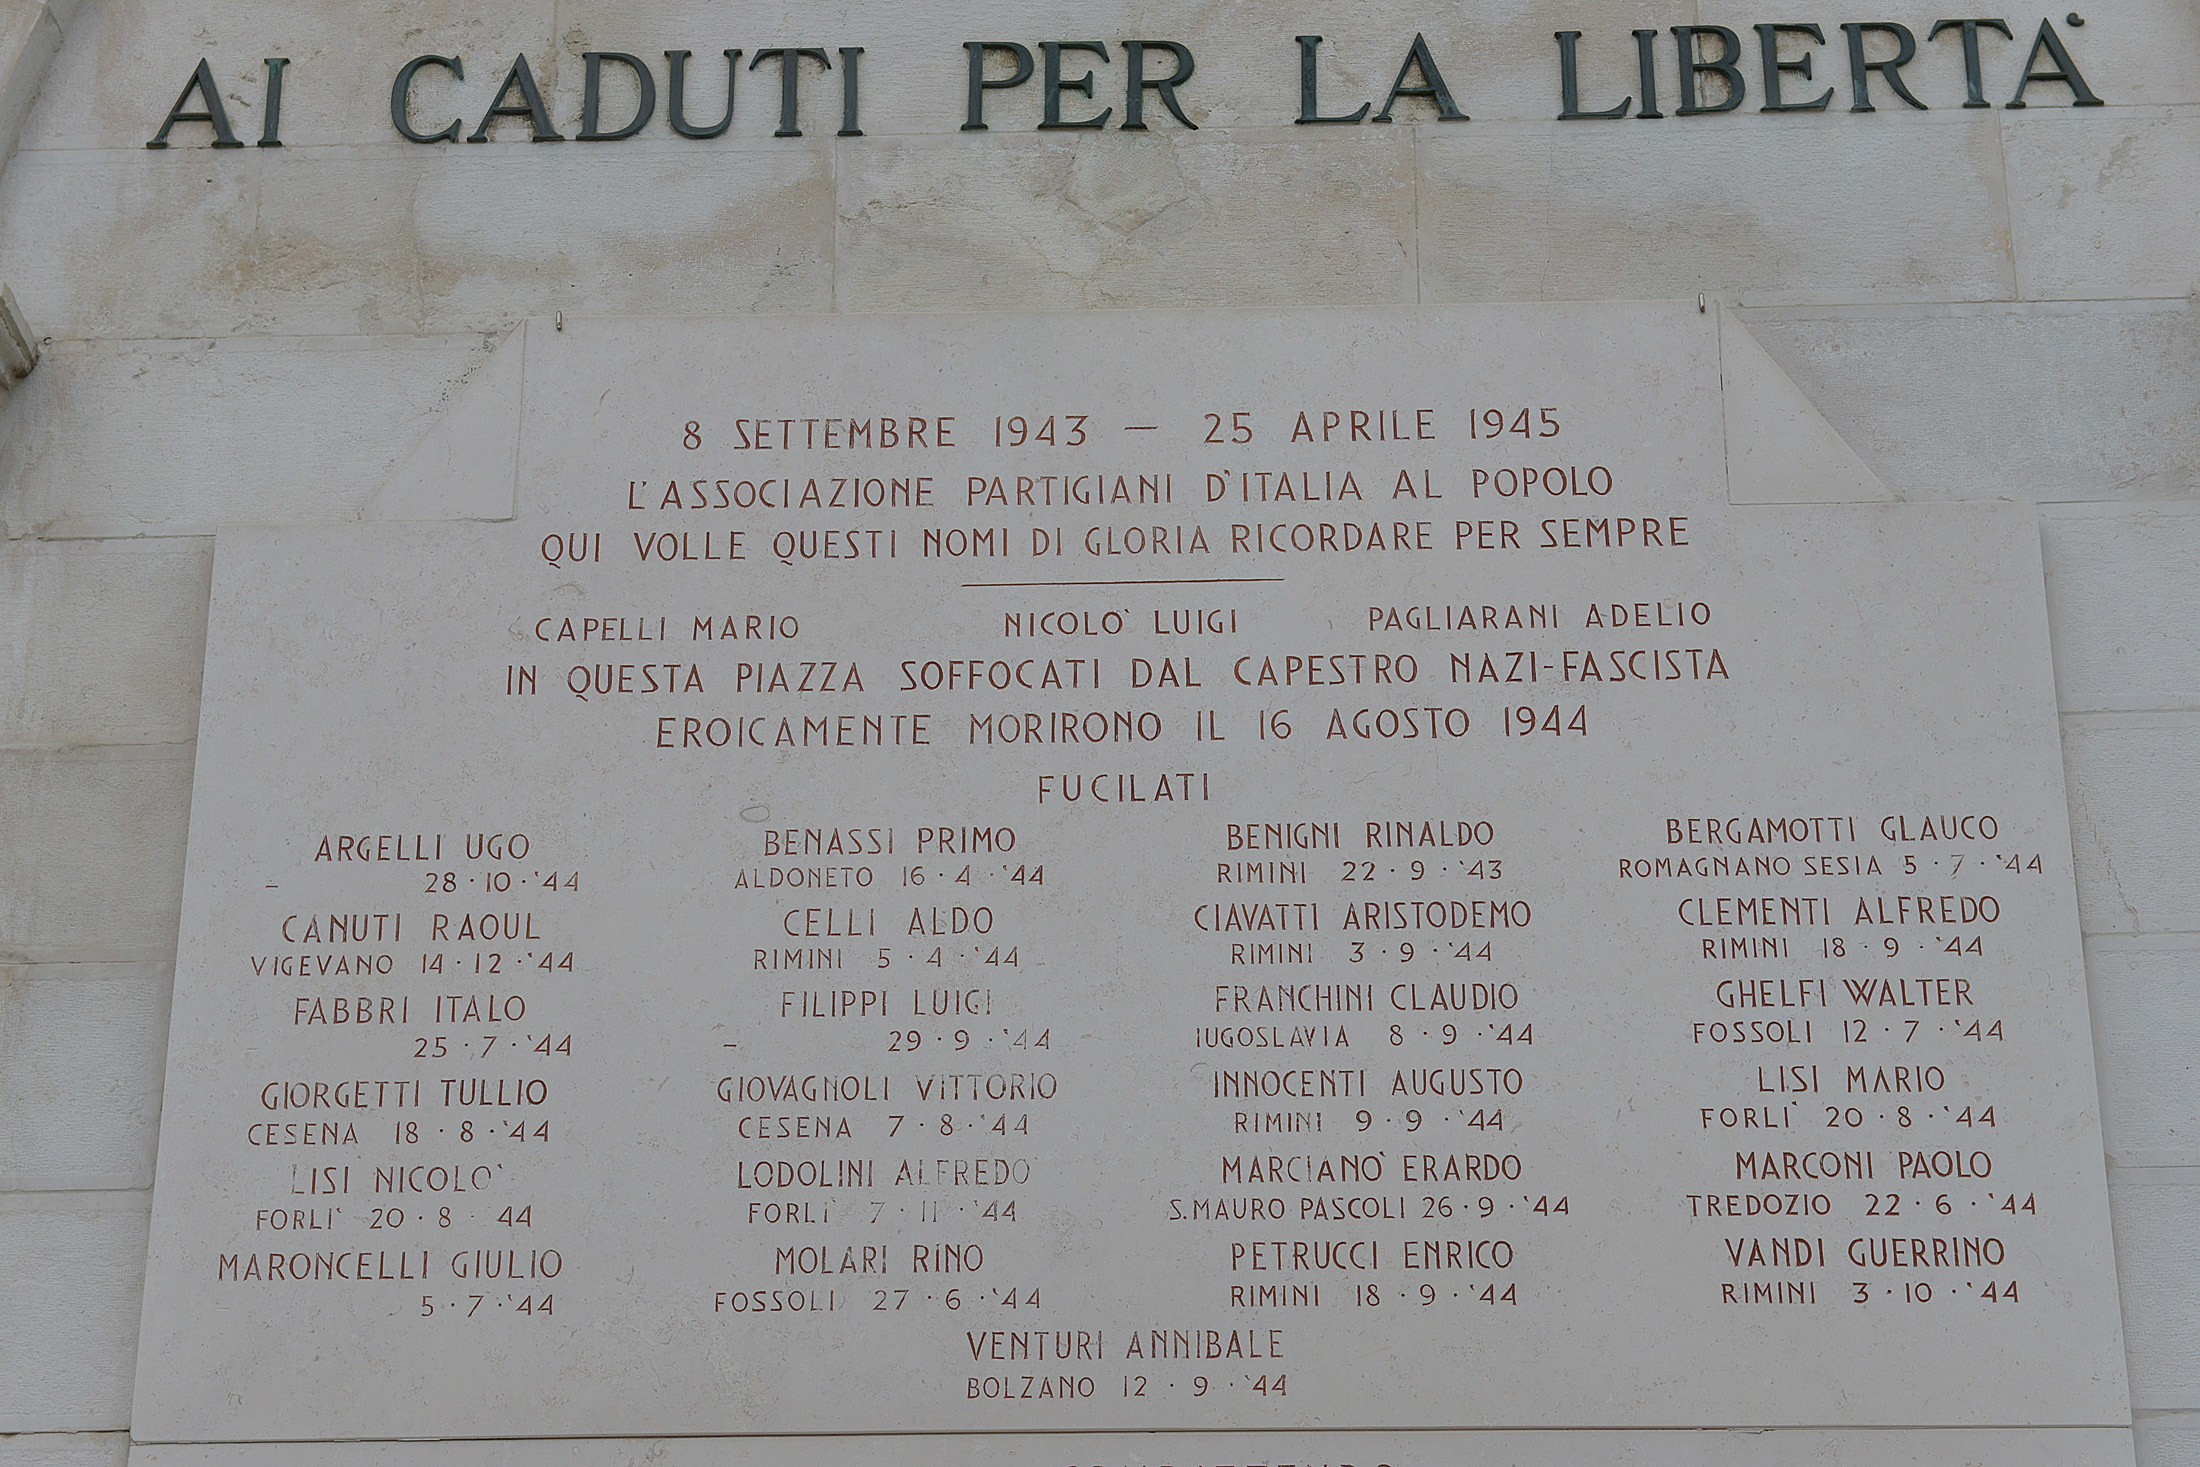 AI CADUTI PER LA LIBERTÀ
8 SETTEMBRE 1943 — 25 APRILE 1945
L'ASSOCIAZIONE PARTIGIANI D'ITALIA AL POPOLO
QUI VOLLE QUESTI NOMI DI GLORIA RICORDARE PER SEMPRE
CAPELLI MARIO NICOLO' LUIGI PAGLIARANI ADELIO
IN QUESTA PIAZZA SOFFOCATI DAL CAPESTRO NAZI-FASCISTA
EROICAMENTE MORIRONO IL 16 AGOSTO 1944
FUCILATI
ARGELLI UGO BENASSI PRIMO BENIGNI RINALDO BERGAMOTTI GLAUCO
- 28·10·'44 ALDONETO 16·4·'44 RIMINI 22·9·'43 ROMAGNANO SESIA 5·7·'44
CANUTI RAOUL CELLI ALDO CIAVATTI ARISTODEMO CLEMENTI ALFREDO
VIGEVANO 14·12·'44 RIMINI 5·4·'44 RIMINI 3·9·'44 RIMINI 18·9·'44
FABBRI ITALO FILIPPI LUIGI FRANCHINI CLAUDIO GHELFI WALTER
25·7·'44 - 29·9·'44 IUGOSLAVIA 8·9·'44 FOSSOLI 12·7·'44
GIORGETTI TULLIO GIOVAGNOLI VITTORIO INNOCENTI AUGUSTO LISI MARIO
CESENA 18·8·'44 CESENA 7·8·'44 RIMINI 9·9·'44 FORLI' 20·8·'44
LISI NICOLO' LODOLINI ALFREDO MARCIANO' ERARDO MARCONI PAOLO
FORLI' 20·8·44 FORLI' 7·11·'44 S.MAURO PASCOLI 26·9·'44 TREDOZIO 22·6·'44
MARONCELLI GIULIO MOLARI RINO PETRUCCI ENRICO VANDI GUERRINO
5·7·'44 FOSSOLI 27·6·'44 RIMINI 18·9·'44 RIMINI 3·10·'44
VENTURI ANNIBALE
BOLZANO 12·9·'44